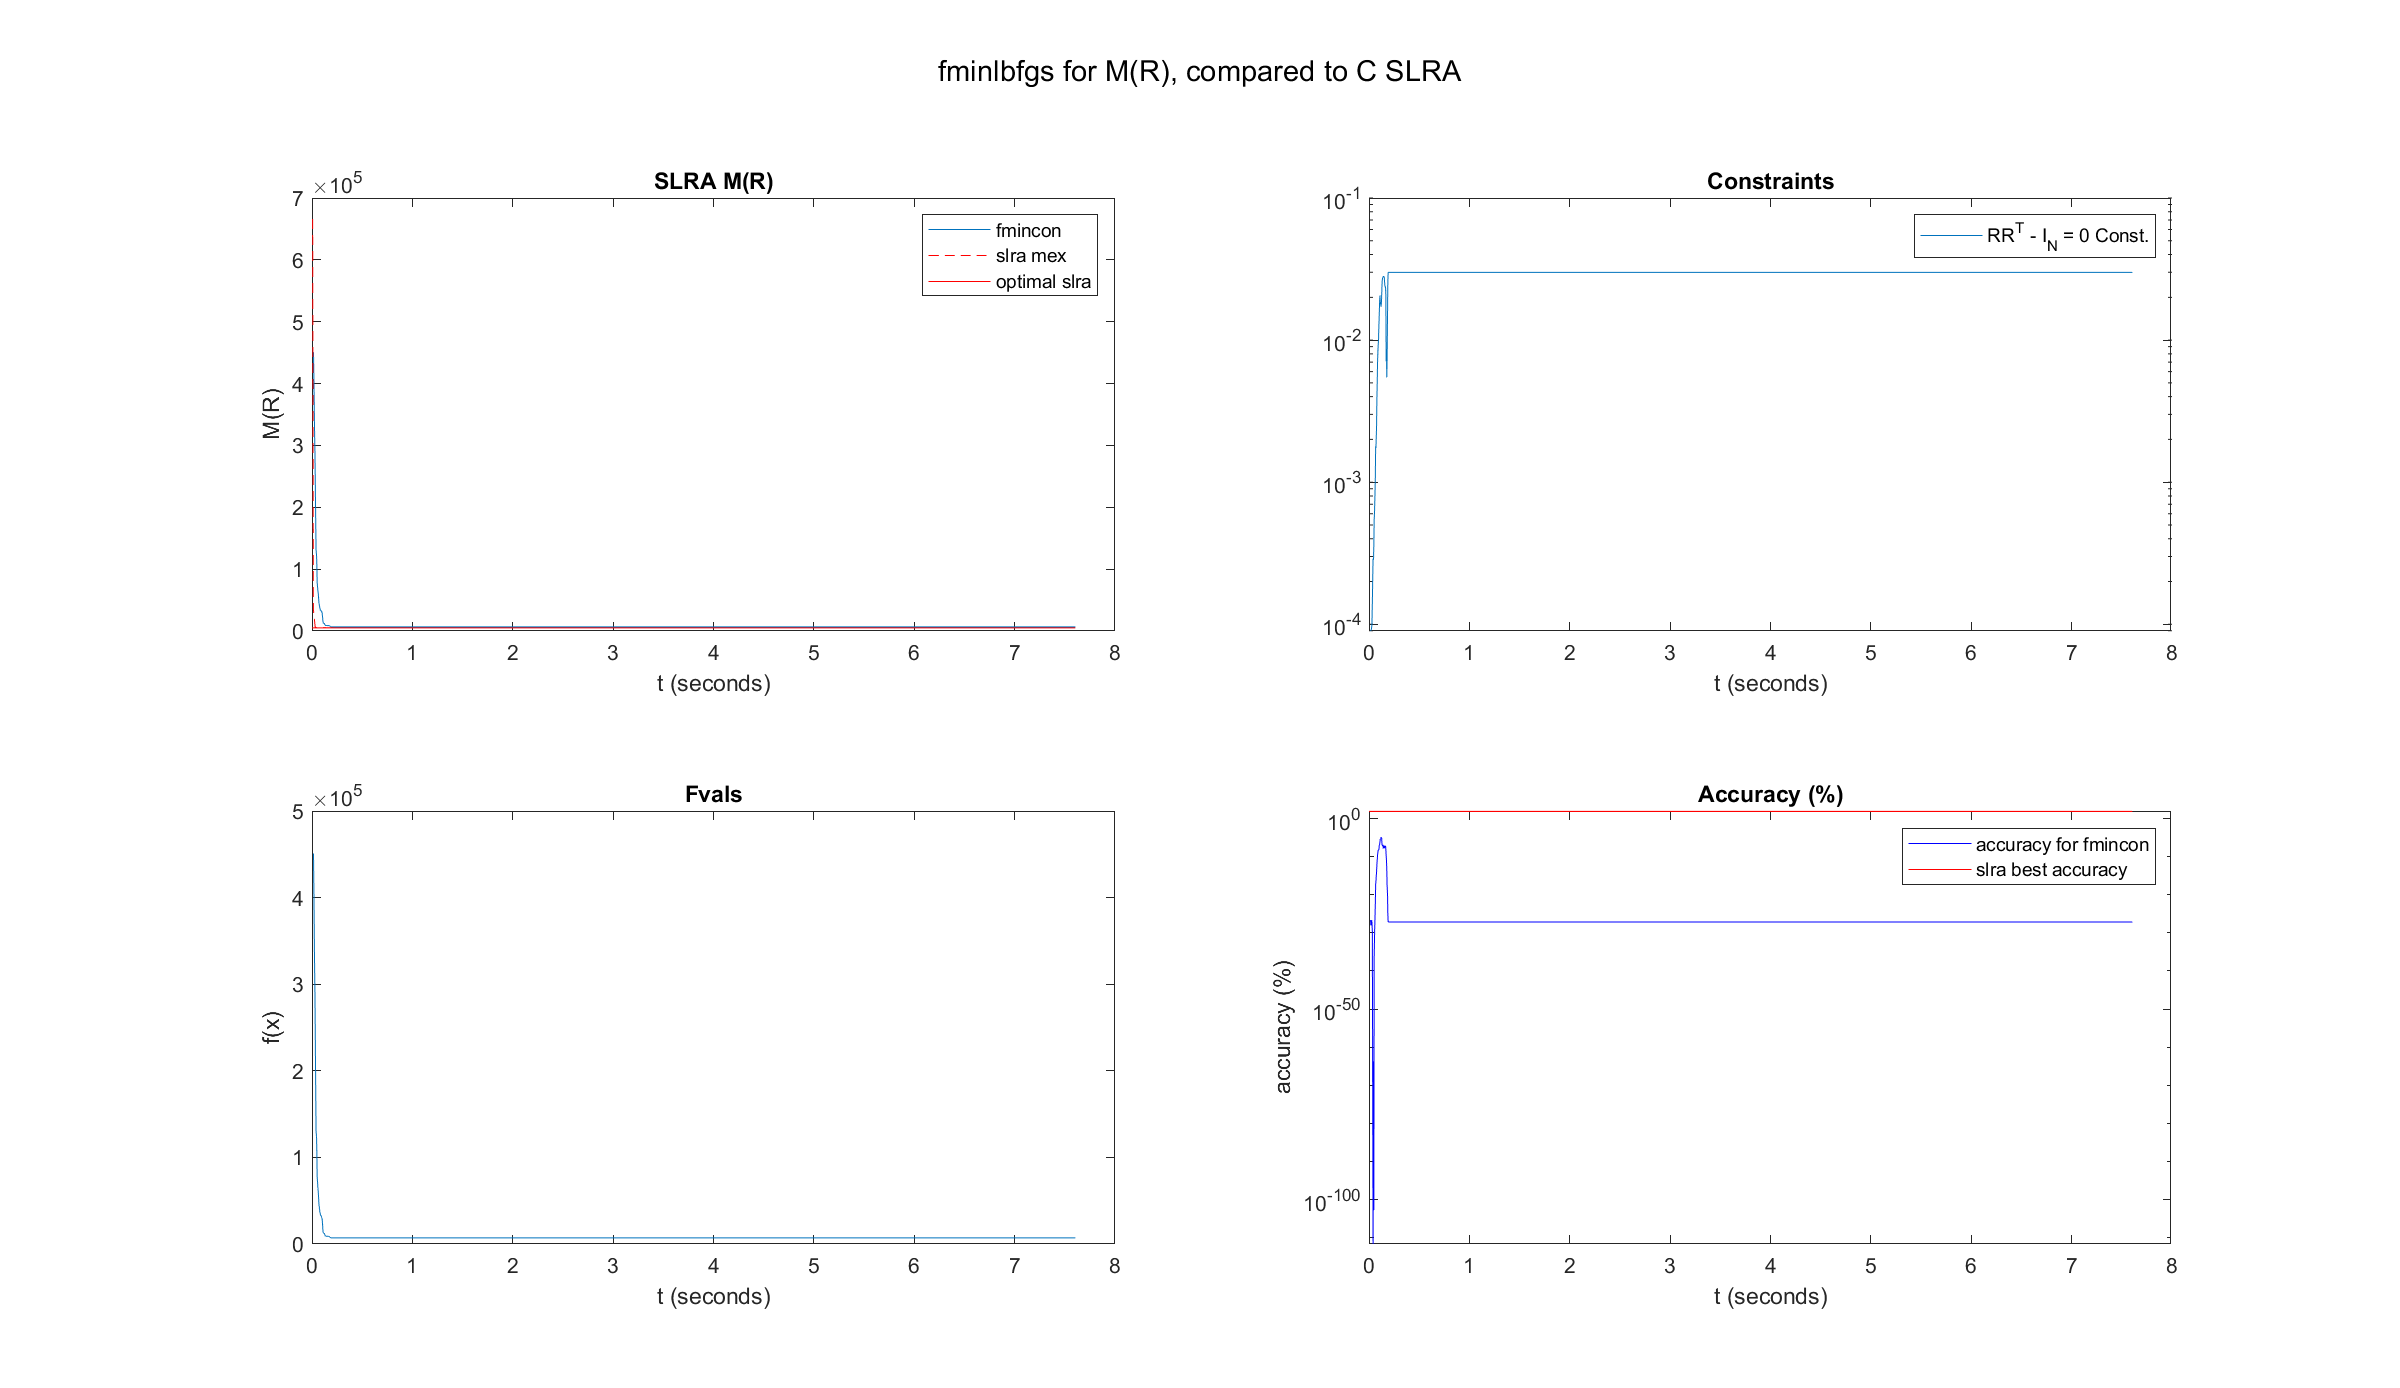 fminlbfgs for M(R), compared to C SLRA
SLRA M(R)
×10^5
7
6
5
4
3
2
1
0
M(R)
fmincon
slra mex
optimal slra
0 1 2 3 4 5 6 7 8
t (seconds)
Constraints
10^-1
10^-2
10^-3
10^-4
RR^T - I_N = 0 Const.
0 1 2 3 4 5 6 7 8
t (seconds)
Fvals
×10^5
5
4
3
2
1
0
f(x)
0 1 2 3 4 5 6 7 8
t (seconds)
Accuracy (%)
10^0
10^-50
10^-100
accuracy (%)
accuracy for fmincon
slra best accuracy
0 1 2 3 4 5 6 7 8
t (seconds)